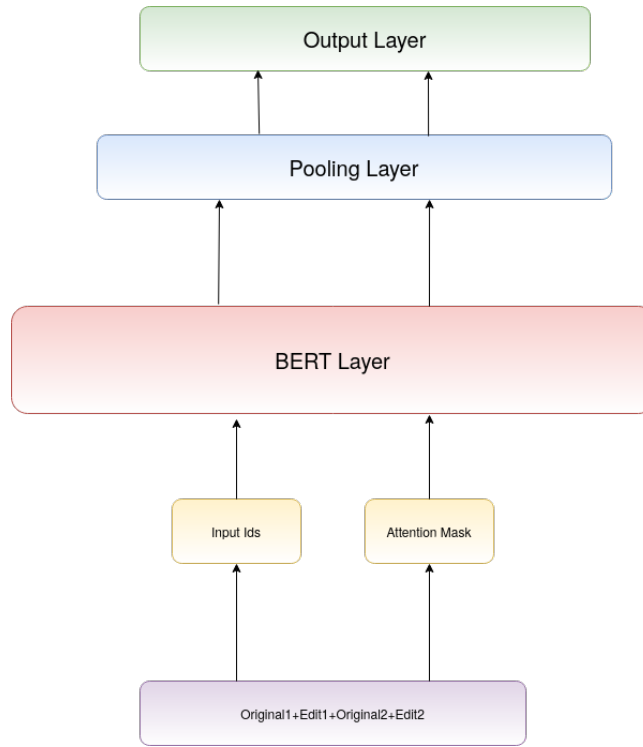 Output Layer
Pooling Layer
BERT Layer
Input Ids
Attention Mask
Original1+Edit1+Original2+Edit2